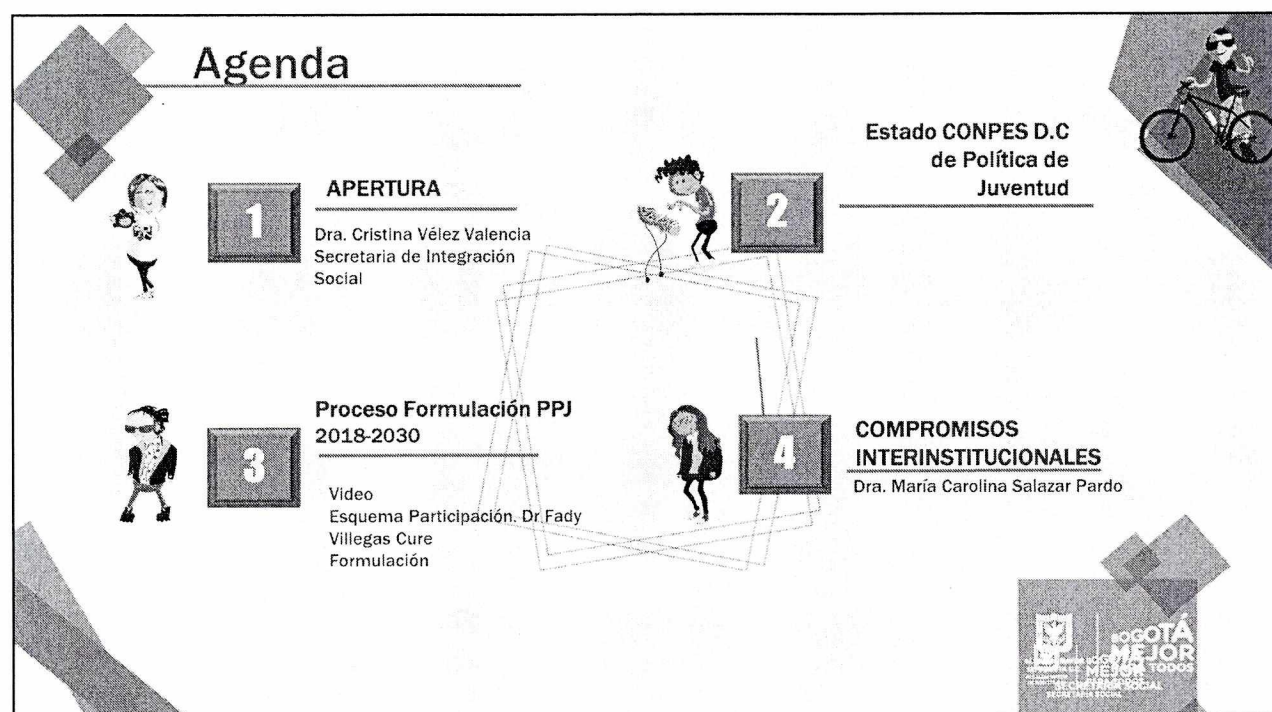 Agenda
1
APERTURA
Dra. Cristina Vélez Valencia
Secretaria de Integración
Social
2
Estado CONPES D.C
de Política de
Juventud
3
Proceso Formulación PPJ
2018-2030
Video
Esquema Participación. Dr Fady
Villegas Cure
Formulación
4
COMPROMISOS
INTERINSTITUCIONALES
Dra. María Carolina Salazar Pardo
BOGOTÁ
MEJOR
TODOS
SECRETARÍA SOCIAL